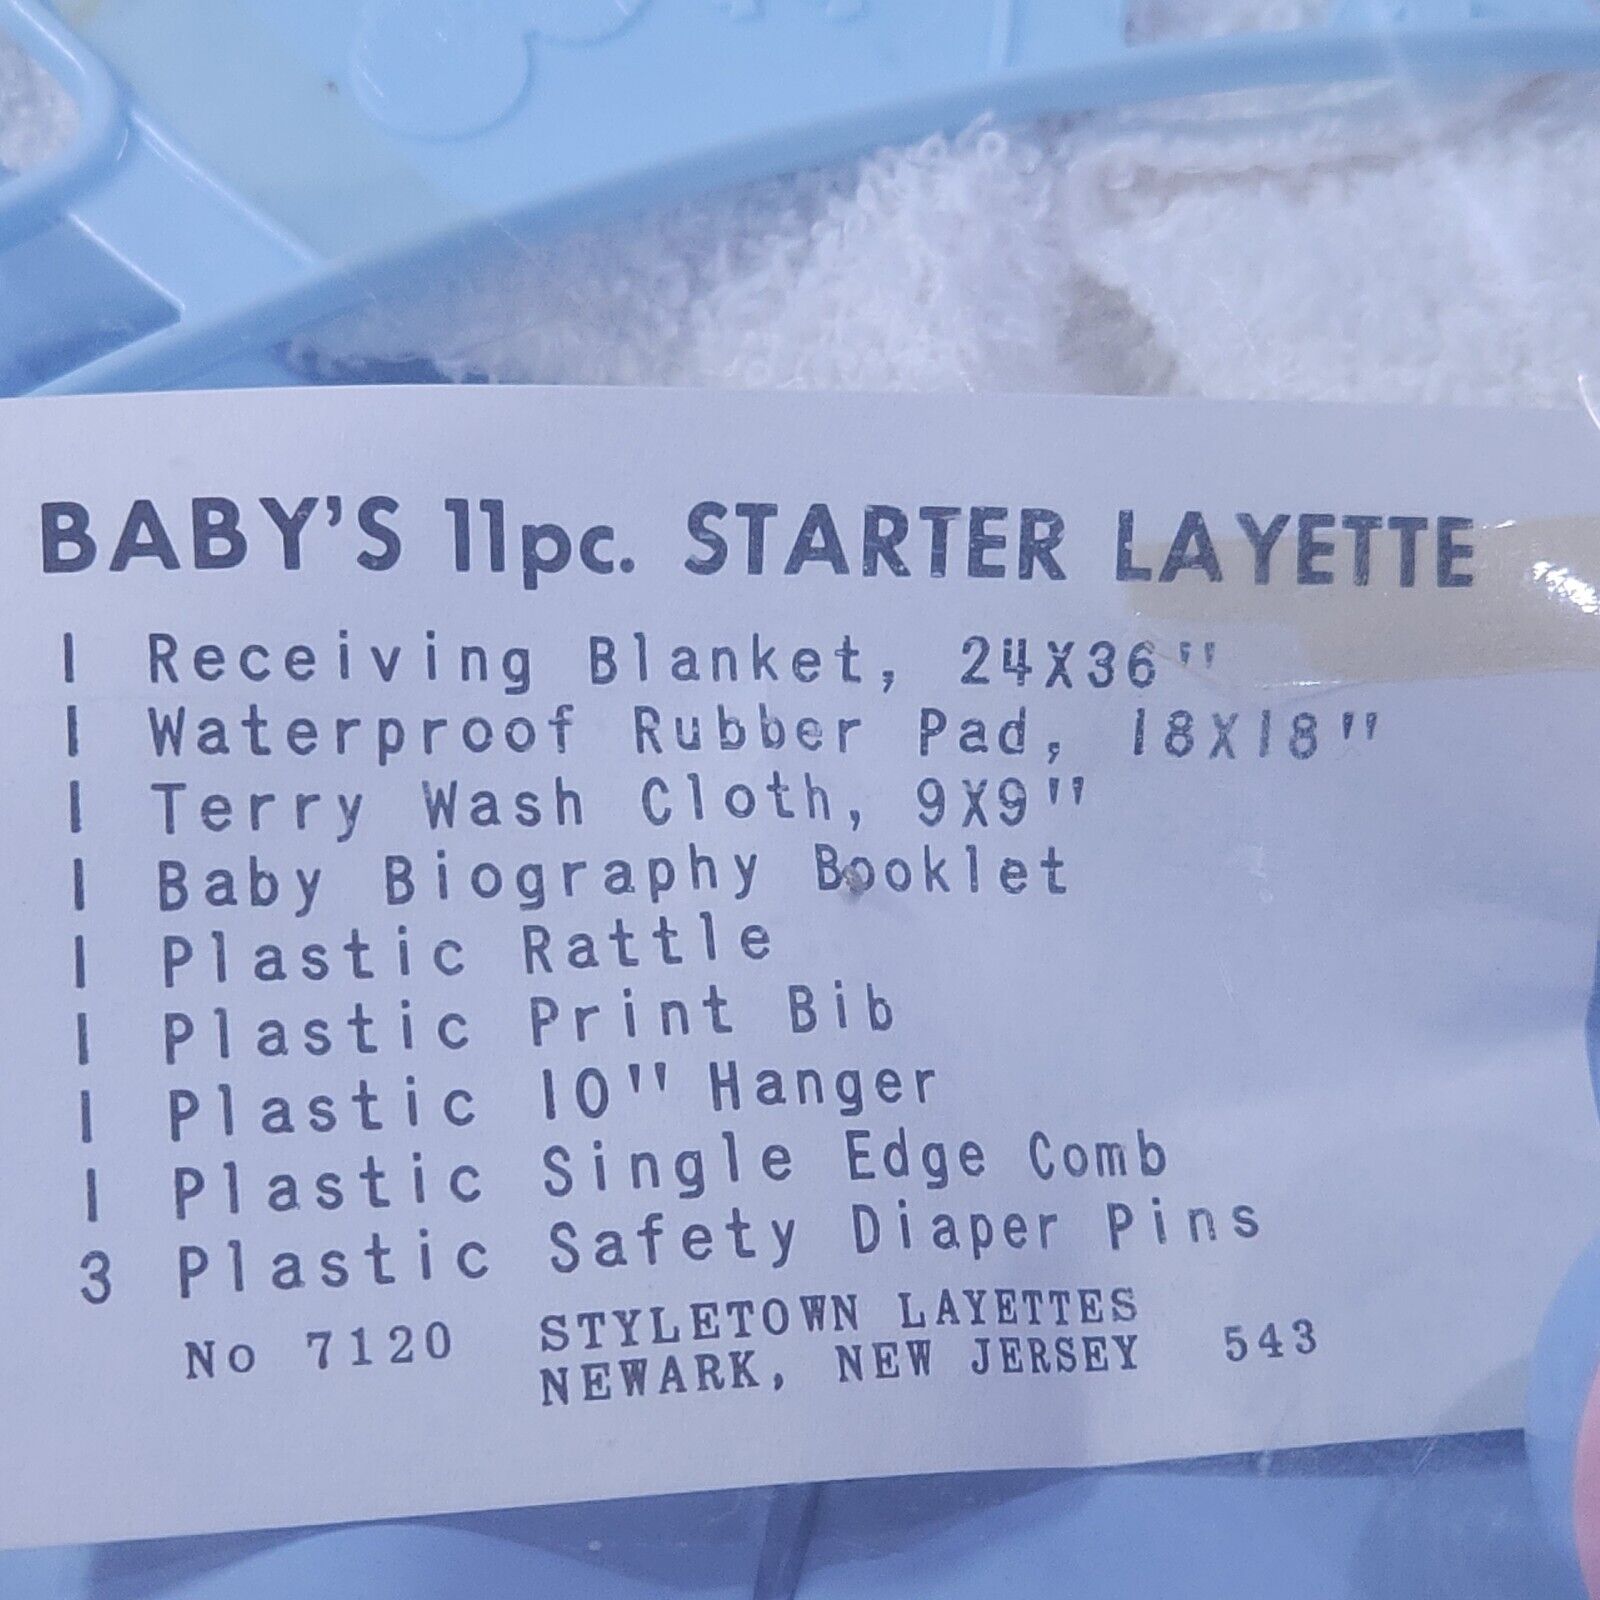 BABY'S 11pc. STARTER LAYETTE
1 Receiving Blanket, 24X36"
1 Waterproof Rubber Pad, 18X18"
1 Terry Wash Cloth, 9X9"
1 Baby Biography Booklet
1 Plastic Rattle
1 Plastic Print Bib
1 Plastic 10" Hanger
1 Plastic Single Edge Comb
3 Plastic Safety Diaper Pins
No 7120 STYLETOWN LAYETTES
NEWARK, NEW JERSEY 543